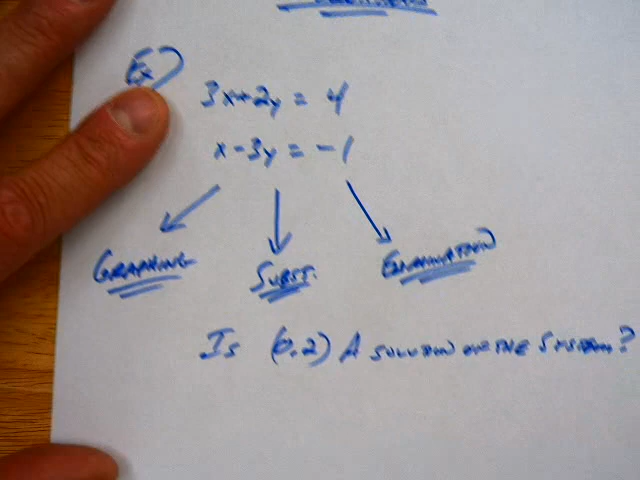 Ex)
3x+2y = 4
x-3y = -1
GRAPHING SUBST. ELIMINATION
Is (0,2) A SOLUTION OF THE SYSTEM?